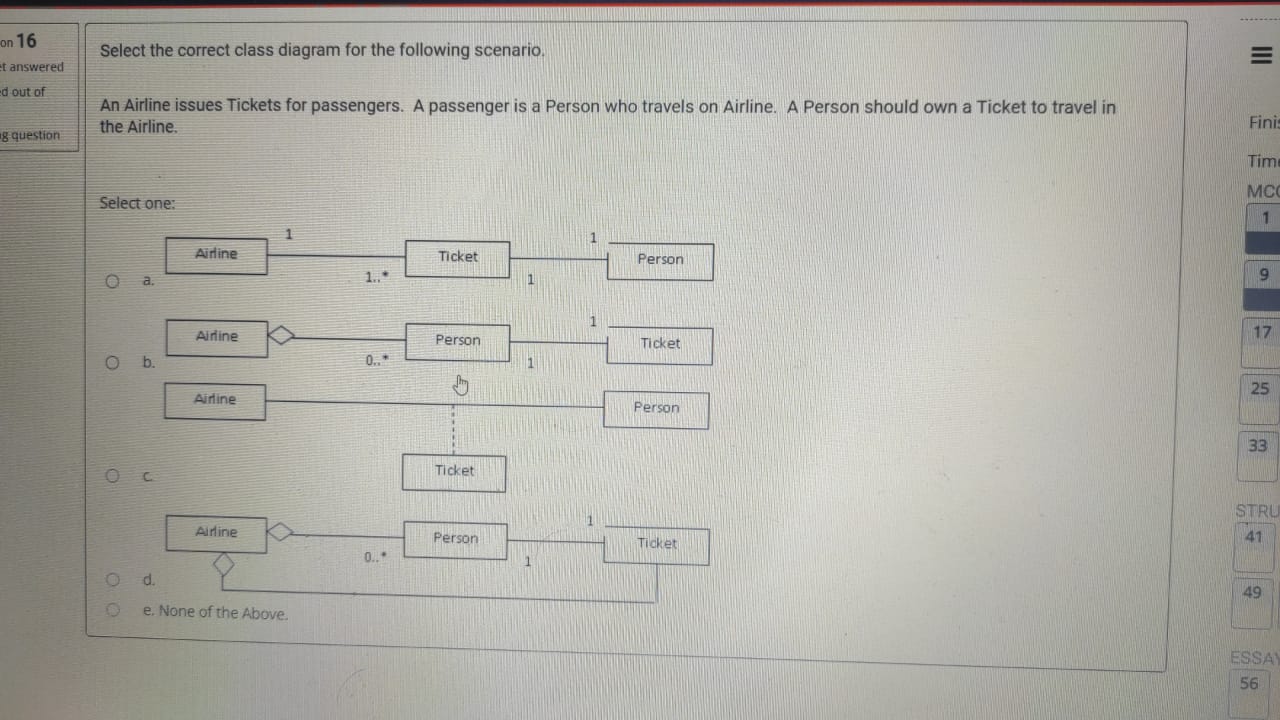 on 16
et answered
ed out of
ag question
Select the correct class diagram for the following scenario.
An Airline issues Tickets for passengers. A passenger is a Person who travels on Airline. A Person should own a Ticket to travel in
the Airline.
Select one:
a.
Airline 1 1..* Ticket 1 1 Person
b.
Airline 0..* Person 1 1 Ticket
c.
Airline Person
Ticket
d.
Airline 0..* Person 1 1 Ticket
e. None of the Above.
Finis
Time
MCQ
1
9
17
25
33
STRU
41
49
ESSAY
56